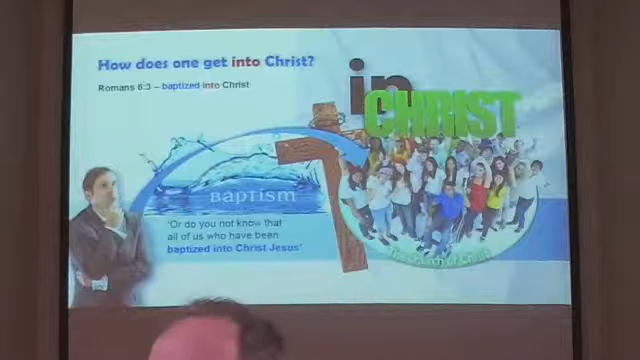 How does one get into Christ?
Romans 6:3 – baptized into Christ
in
CHRIST
BAPTISM
'Or do you not know that
all of us who have been
baptized into Christ Jesus'
The Church of Christ